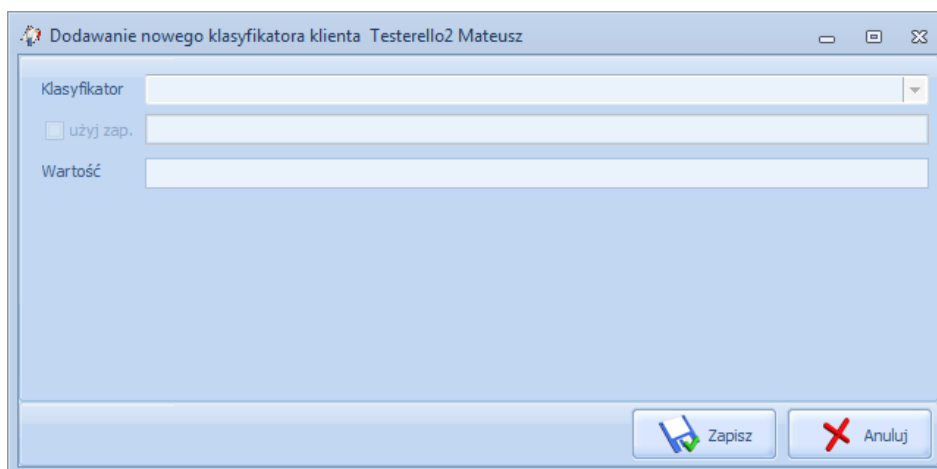 Dodawanie nowego klasyfikatora klienta Testerello2 Mateusz
Klasyfikator
użyj zap.
Wartość
Zapisz
Anuluj